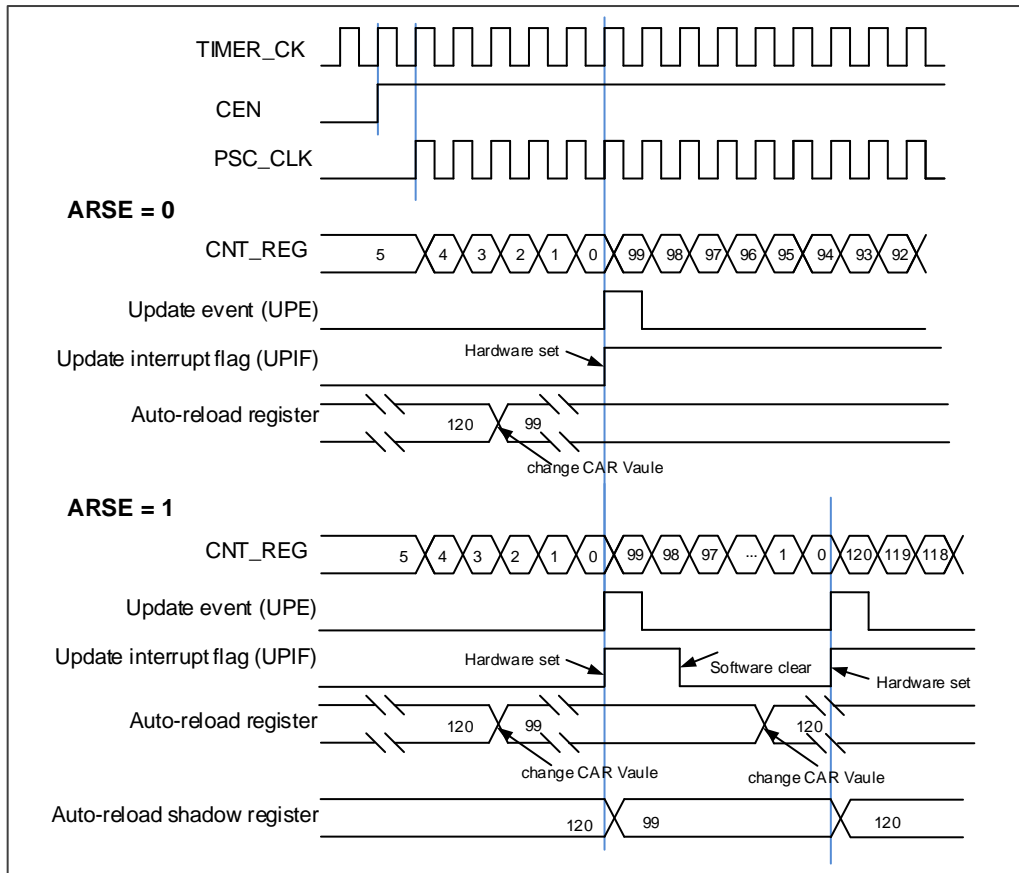 TIMER_CK
CEN
PSC_CLK
ARSE = 0
CNT_REG
5 4 3 2 1 0 99 98 97 96 95 94 93 92
Update event (UPE)
Update interrupt flag (UPIF)
Hardware set
Auto-reload register
120 99
change CAR Vaule
ARSE = 1
CNT_REG
5 4 3 2 1 0 99 98 97 ... 1 0 120 119 118
Update event (UPE)
Update interrupt flag (UPIF)
Hardware set
Software clear
Hardware set
Auto-reload register
120 99 120
change CAR Vaule
change CAR Vaule
Auto-reload shadow register
120 99 120